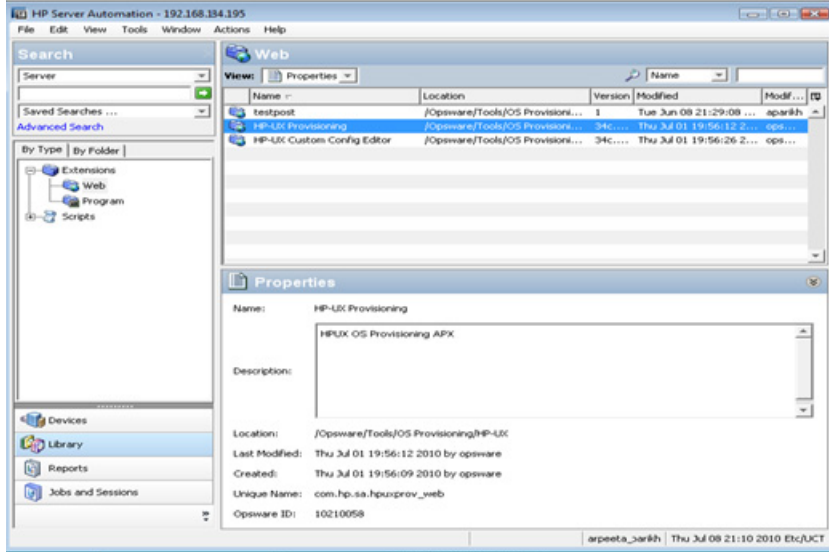 HP Server Automation - 192.168.134.195
File Edit View Tools Window Actions Help
Search
Server
Saved Searches ...
Advanced Search
By Type By Folder
Extensions
Web
Program
Scripts
Devices
Library
Reports
Jobs and Sessions
Web
View: Properties Name
Name Location Version Modified Modif...
testpost /Opsware/Tools/OS Provisioni... 1 Tue Jun 08 21:29:08 ... aparikh
HP-UX Provisioning /Opsware/Tools/OS Provisioni... 34c.... Thu Jul 01 19:56:12 2... ops...
HP-UX Custom Config Editor /Opsware/Tools/OS Provisioni... 34c.... Thu Jul 01 19:56:26 2... ops...
Properties
Name: HP-UX Provisioning
Description: HPUX OS Provisioning APX
Location: /Opsware/Tools/OS Provisioning/HP-UX
Last Modified: Thu Jul 01 19:56:12 2010 by opsware
Created: Thu Jul 01 19:56:09 2010 by opsware
Unique Name: com.hp.sa.hpuxprov_web
Opsware ID: 10210058
arpeeta_parikh Thu Jul 08 21:10 2010 Etc/UCT